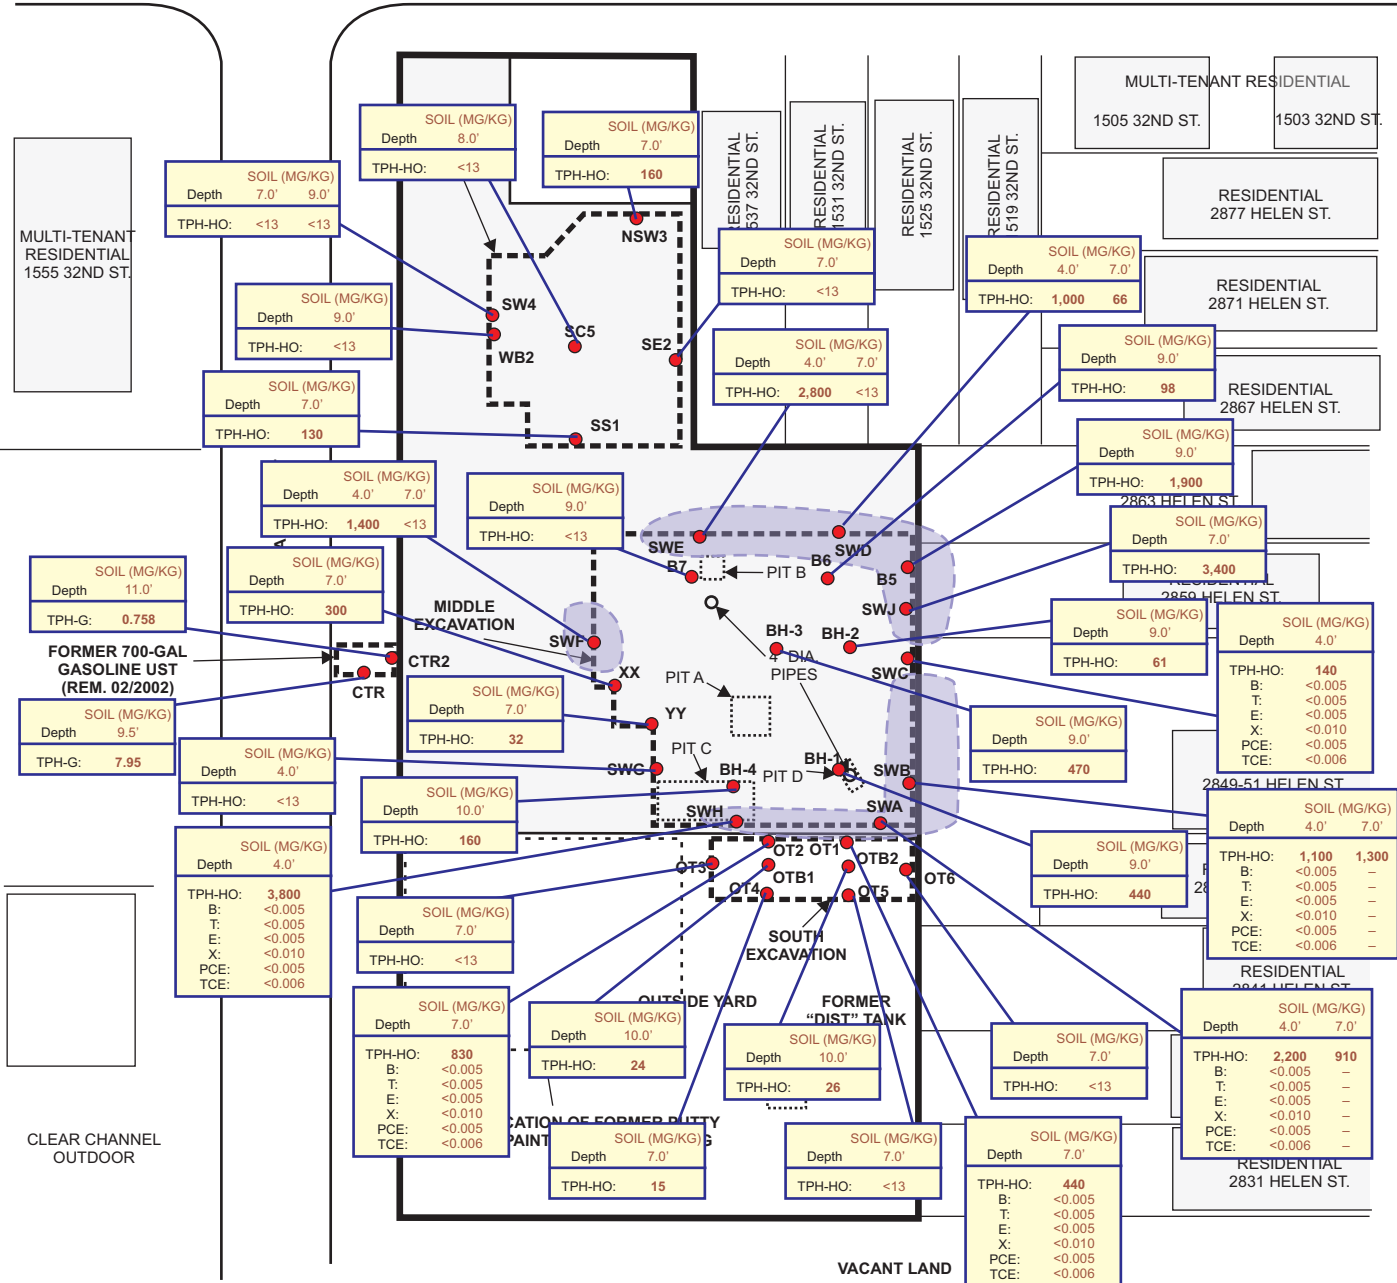 MULTI-TENANT RESIDENTIAL
1505 32ND ST.
1503 32ND ST.
RESIDENTIAL
2877 HELEN ST.
RESIDENTIAL
2871 HELEN ST.
RESIDENTIAL
2867 HELEN ST.
2863 HELEN ST.
RESIDENTIAL
2859 HELEN ST.
2849-51 HELEN ST.
RESIDENTIAL
2841 HELEN ST.
RESIDENTIAL
2831 HELEN ST.
RESIDENTIAL
537 32ND ST.
RESIDENTIAL
1531 32ND ST.
RESIDENTIAL
1525 32ND ST.
RESIDENTIAL
519 32ND ST.
MULTI-TENANT
RESIDENTIAL
1555 32ND ST.
CLEAR CHANNEL
OUTDOOR
SOIL (MG/KG)
Depth 8.0'
TPH-HO: <13
SOIL (MG/KG)
Depth 7.0'
TPH-HO: 160
SOIL (MG/KG)
Depth 7.0' 9.0'
TPH-HO: <13 <13
SOIL (MG/KG)
Depth 7.0'
TPH-HO: <13
SOIL (MG/KG)
Depth 4.0' 7.0'
TPH-HO: 1,000 66
SOIL (MG/KG)
Depth 9.0'
TPH-HO: <13
SOIL (MG/KG)
Depth 4.0' 7.0'
TPH-HO: 2,800 <13
SOIL (MG/KG)
Depth 9.0'
TPH-HO: 98
SOIL (MG/KG)
Depth 7.0'
TPH-HO: 130
SOIL (MG/KG)
Depth 9.0'
TPH-HO: 1,900
SOIL (MG/KG)
Depth 4.0' 7.0'
TPH-HO: 1,400 <13
SOIL (MG/KG)
Depth 9.0'
TPH-HO: <13
SOIL (MG/KG)
Depth 7.0'
TPH-HO: 3,400
SOIL (MG/KG)
Depth 11.0'
TPH-G: 0.758
SOIL (MG/KG)
Depth 7.0'
TPH-HO: 300
SOIL (MG/KG)
Depth 9.0'
TPH-HO: 61
SOIL (MG/KG)
Depth 4.0'
TPH-HO: 140
B: <0.005
T: <0.005
E: <0.005
X: <0.010
PCE: <0.005
TCE: <0.006
SOIL (MG/KG)
Depth 9.5'
TPH-G: 7.95
SOIL (MG/KG)
Depth 7.0'
TPH-HO: 32
SOIL (MG/KG)
Depth 9.0'
TPH-HO: 470
SOIL (MG/KG)
Depth 4.0'
TPH-HO: <13
SOIL (MG/KG)
Depth 10.0'
TPH-HO: 160
SOIL (MG/KG)
Depth 4.0' 7.0'
TPH-HO: 1,100 1,300
B: <0.005 –
T: <0.005 –
E: <0.005 –
X: <0.010 –
PCE: <0.005 –
TCE: <0.006 –
SOIL (MG/KG)
Depth 4.0'
TPH-HO: 3,800
B: <0.005
T: <0.005
E: <0.005
X: <0.010
PCE: <0.005
TCE: <0.006
SOIL (MG/KG)
Depth 9.0'
TPH-HO: 440
SOIL (MG/KG)
Depth 7.0'
TPH-HO: <13
SOIL (MG/KG)
Depth 7.0'
TPH-HO: 830
B: <0.005
T: <0.005
E: <0.005
X: <0.010
PCE: <0.005
TCE: <0.006
SOIL (MG/KG)
Depth 10.0'
TPH-HO: 24
SOIL (MG/KG)
Depth 10.0'
TPH-HO: 26
SOIL (MG/KG)
Depth 7.0'
TPH-HO: <13
SOIL (MG/KG)
Depth 4.0' 7.0'
TPH-HO: 2,200 910
B: <0.005 –
T: <0.005 –
E: <0.005 –
X: <0.010 –
PCE: <0.005 –
TCE: <0.006 –
SOIL (MG/KG)
Depth 7.0'
TPH-HO: 15
SOIL (MG/KG)
Depth 7.0'
TPH-HO: <13
SOIL (MG/KG)
Depth 7.0'
TPH-HO: 440
B: <0.005
T: <0.005
E: <0.005
X: <0.010
PCE: <0.005
TCE: <0.006
NSW3
SW4
WB2
SC5
SE2
SS1
SWE
SWD
B7
PIT B
B6
B5
SWJ
MIDDLE
EXCAVATION
SWF
BH-3
BH-2
4" DIA.
PIPES
SWC
FORMER 700-GAL
GASOLINE UST
(REM. 02/2002)
CTR2
CTR
XX
PIT A
YY
PIT C
SWG
BH-4
PIT D
BH-1
SWB
SWH
SWA
OT2
OT1
OTB2
OT3
OTB1
OT6
OT4
OT5
SOUTH
EXCAVATION
OUTSIDE YARD
FORMER
“DIST” TANK
CATION OF FORMER PUTTY
PAINT
G
VACANT LAND